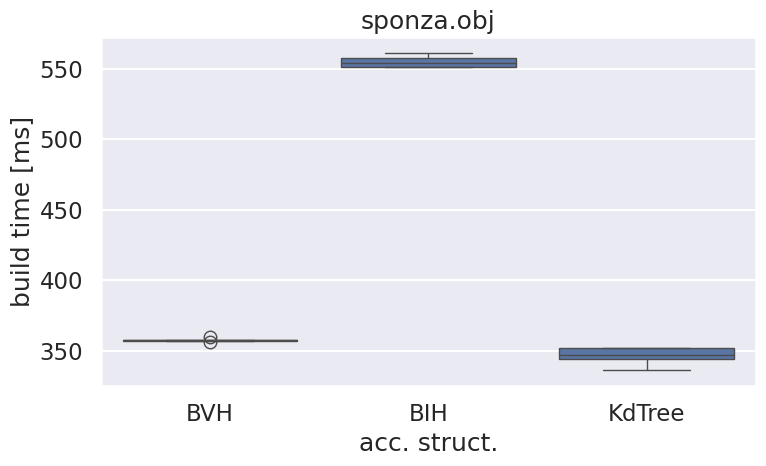 sponza.obj
build time [ms]
550
500
450
400
350
BVH
BIH
KdTree
acc. struct.